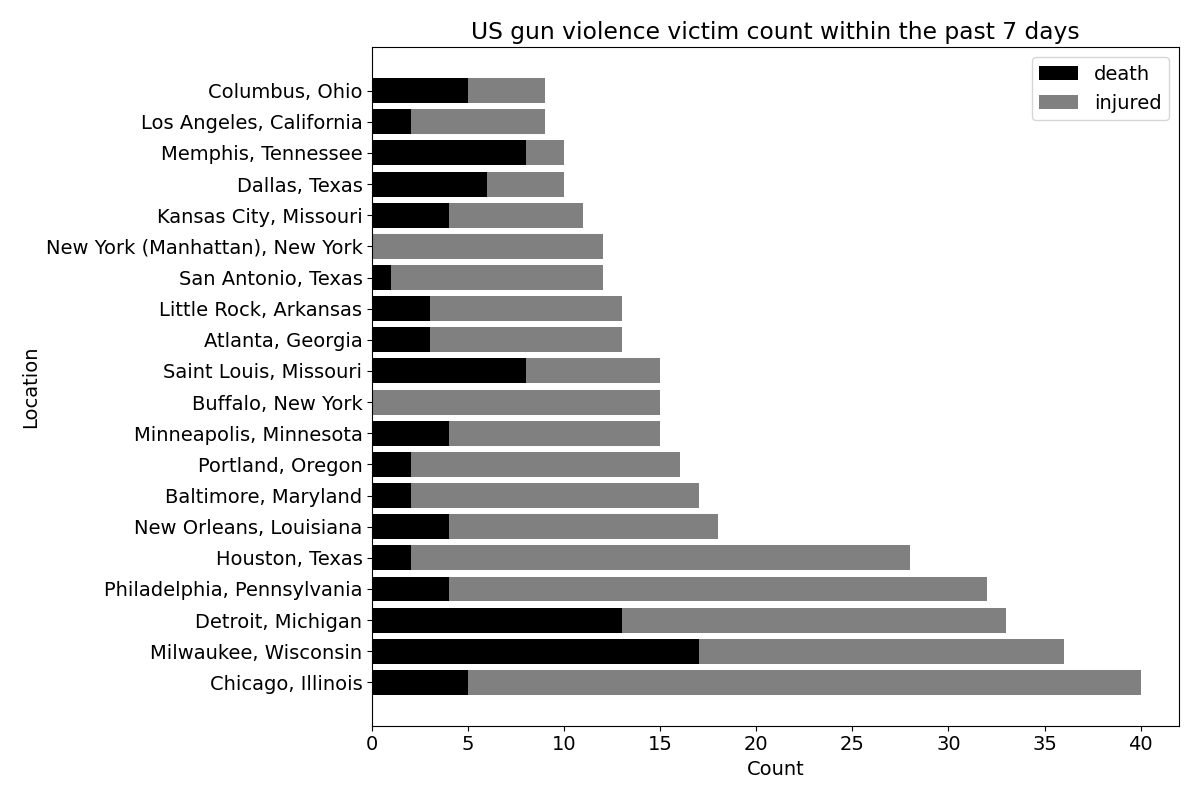 US gun violence victim count within the past 7 days
death
injured
Location
Columbus, Ohio
Los Angeles, California
Memphis, Tennessee
Dallas, Texas
Kansas City, Missouri
New York (Manhattan), New York
San Antonio, Texas
Little Rock, Arkansas
Atlanta, Georgia
Saint Louis, Missouri
Buffalo, New York
Minneapolis, Minnesota
Portland, Oregon
Baltimore, Maryland
New Orleans, Louisiana
Houston, Texas
Philadelphia, Pennsylvania
Detroit, Michigan
Milwaukee, Wisconsin
Chicago, Illinois
0 5 10 15 20 25 30 35 40
Count